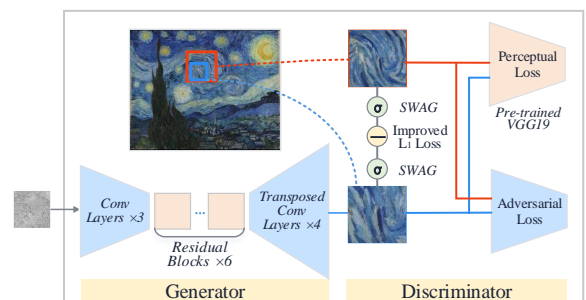 Perceptual
Loss
Pre-trained
VGG19
σ
SWAG
Improved
L1 Loss
σ
SWAG
Conv
Layers ×3
...
Residual
Blocks ×6
Transposed
Conv
Layers ×4
Adversarial
Loss
Generator
Discriminator